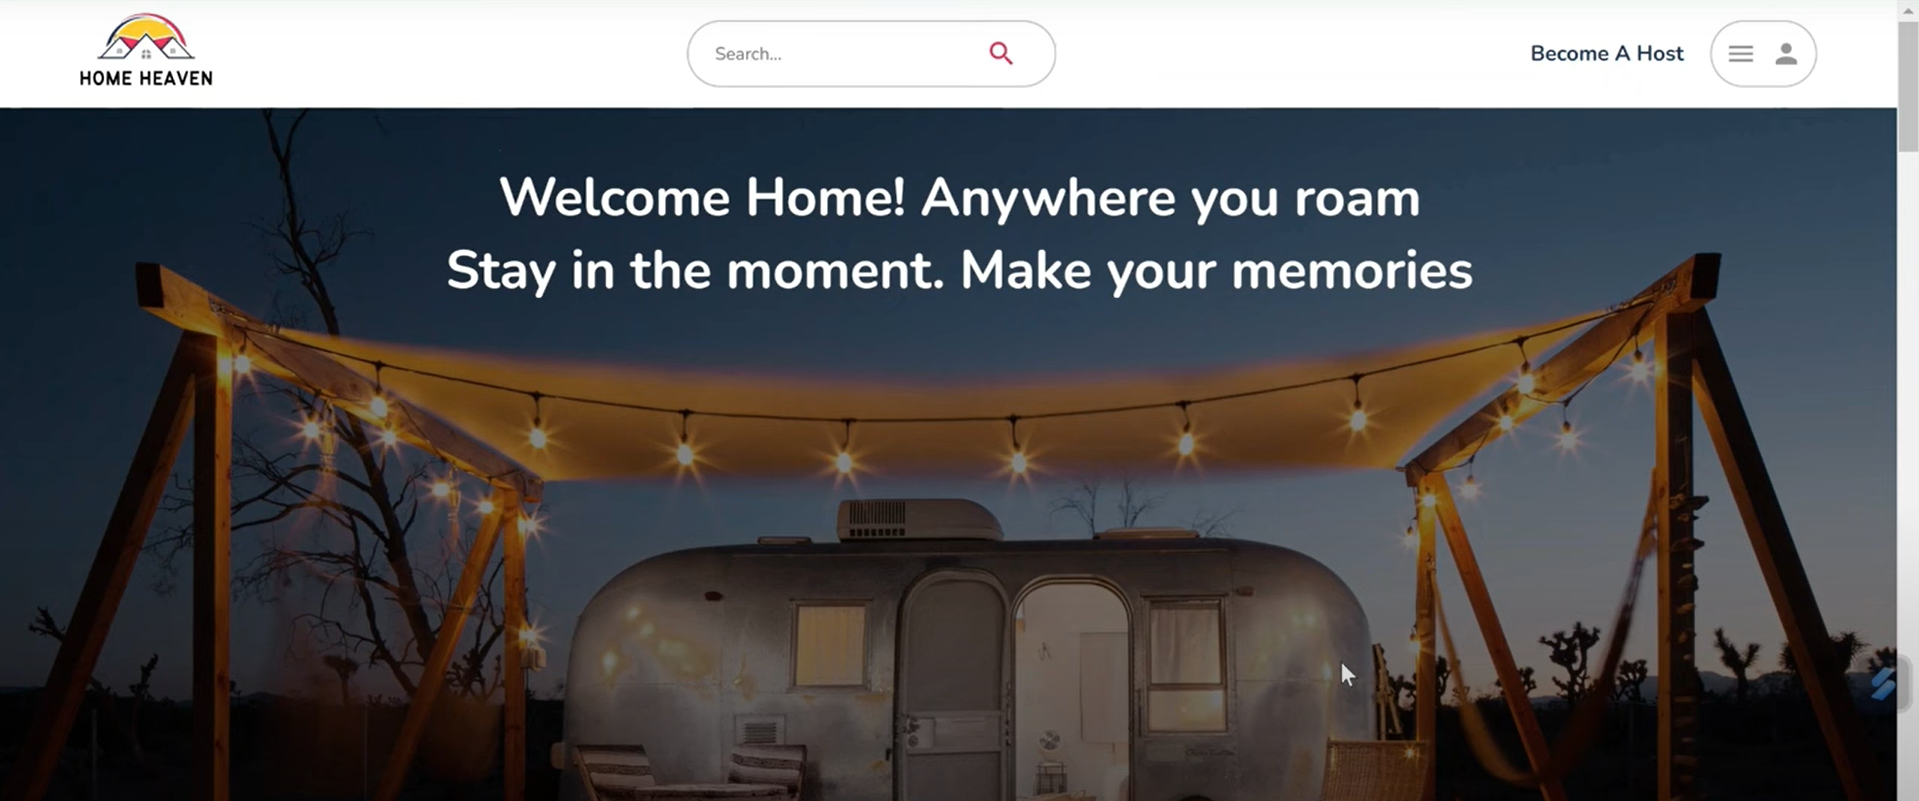 HOME HEAVEN
Search...
Become A Host
Welcome Home! Anywhere you roam
Stay in the moment. Make your memories